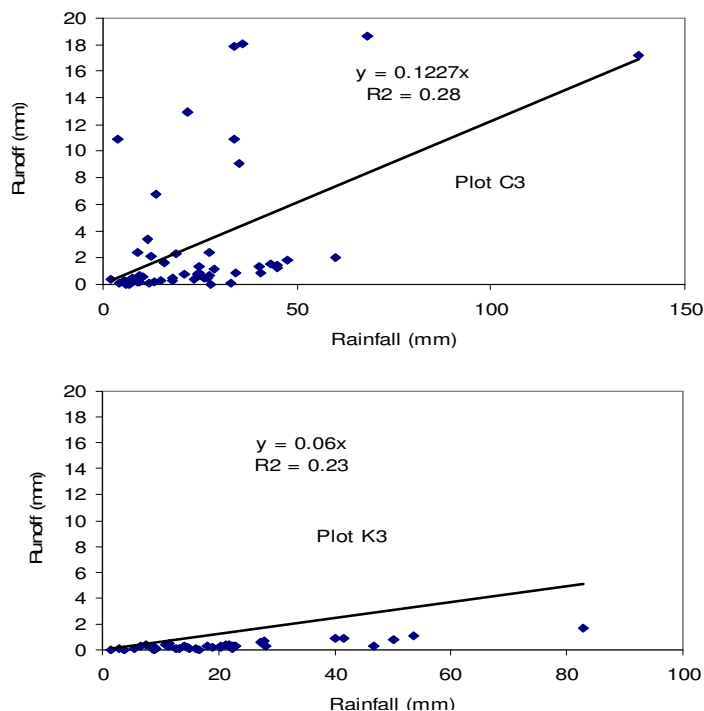 20
18
16
14
12
10
8
6
4
2
0
Runoff (mm)
y = 0.1227x
R2 = 0.28
Plot C3
0 50 100 150
Rainfall (mm)
20
18
16
14
12
10
8
6
4
2
0
Runoff (mm)
y = 0.06x
R2 = 0.23
Plot K3
0 20 40 60 80 100
Rainfall (mm)